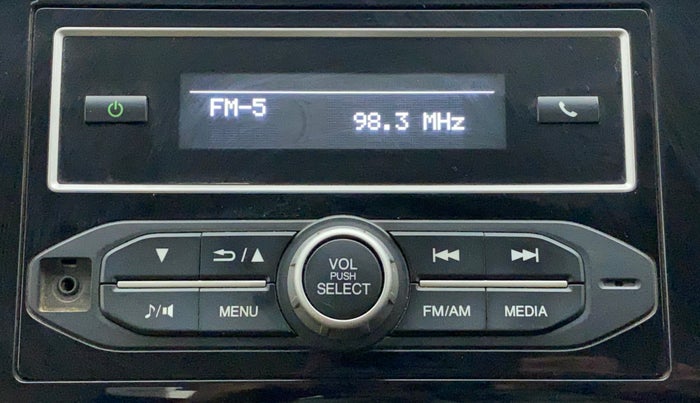 FM-5
98.3 MHz
VOL
PUSH
SELECT
MENU
FM/AM
MEDIA